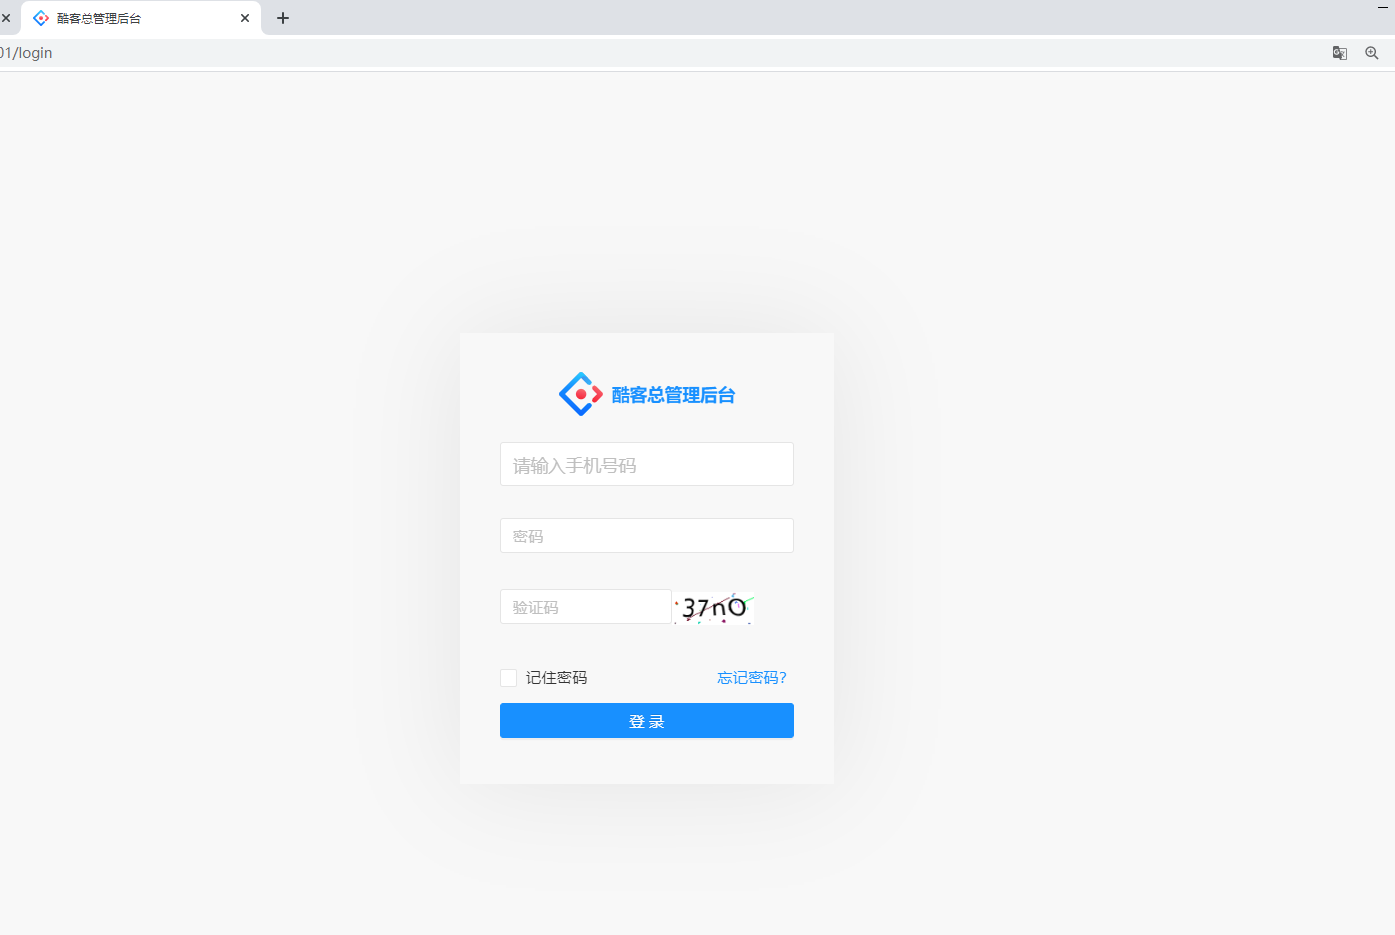 酷客总管理后台
01/login
酷客总管理后台
请输入手机号码
密码
验证码
37nO
记住密码 忘记密码?
登 录